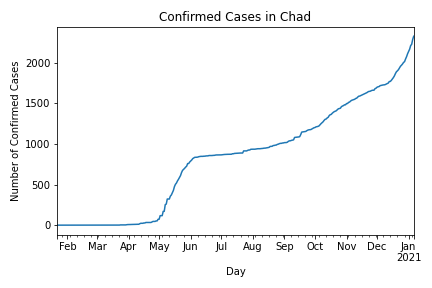 Confirmed Cases in Chad
Number of Confirmed Cases
2000
1500
1000
500
0
Feb Mar Apr May Jun Jul Aug Sep Oct Nov Dec Jan
2021
Day